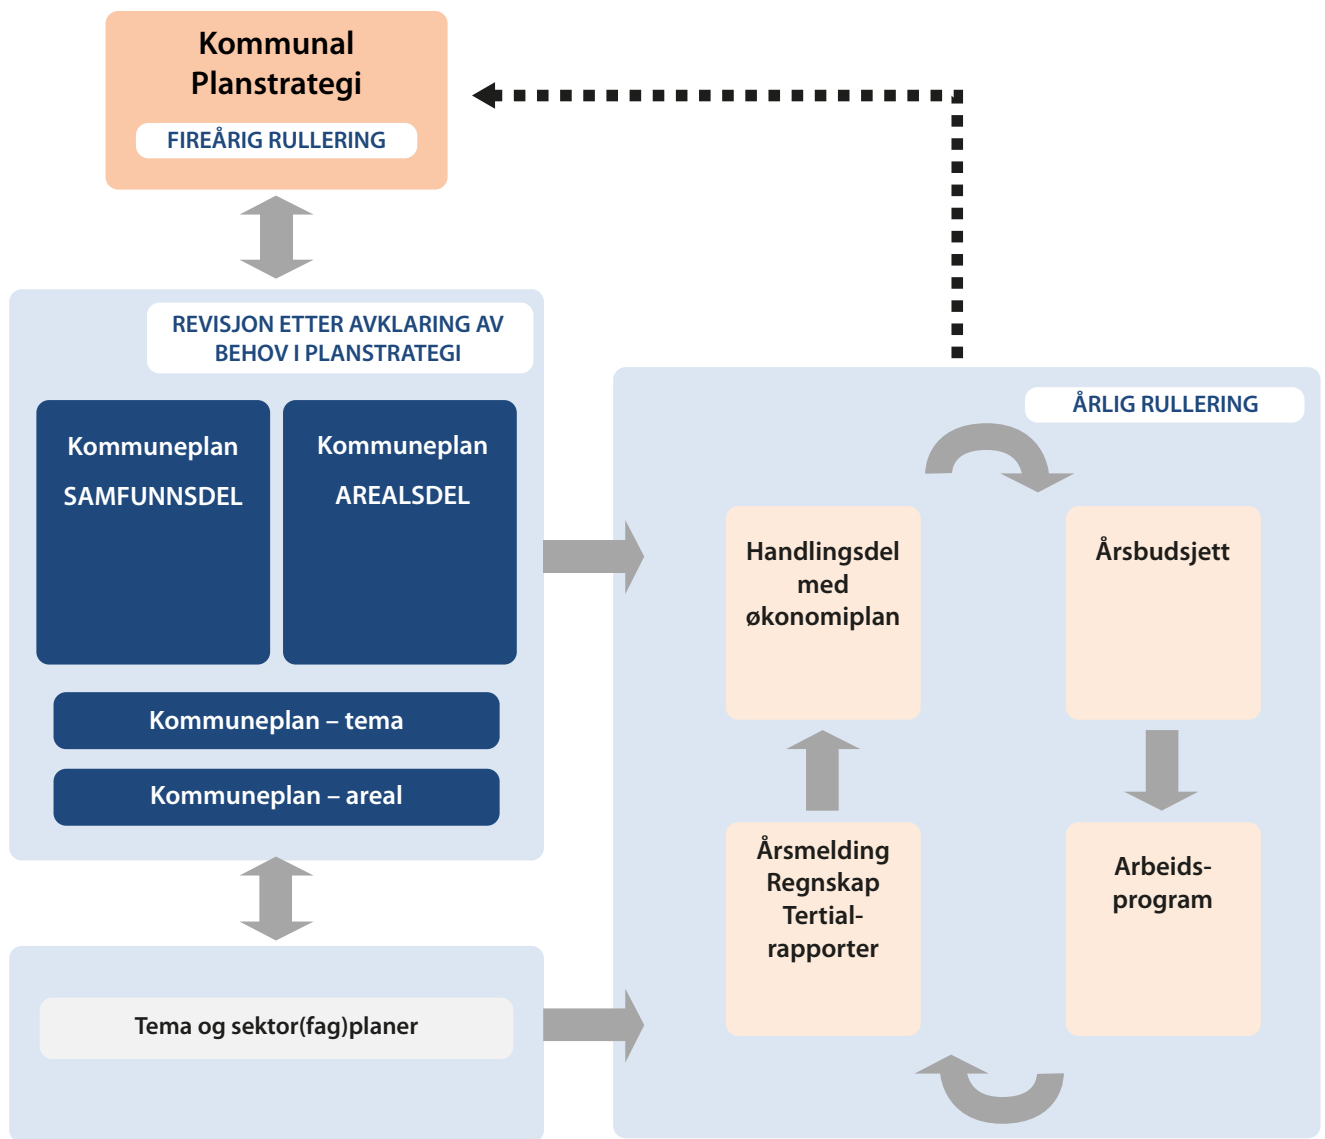 Kommunal
Planstrategi
FIREÅRIG RULLERING
REVISJON ETTER AVKLARING AV
BEHOV I PLANSTRATEGI
Kommuneplan
SAMFUNNSDEL
Kommuneplan
AREALSDEL
Kommuneplan – tema
Kommuneplan – areal
Tema og sektor(fag)planer
ÅRLIG RULLERING
Handlingsdel
med
økonomiplan
Årsbudsjett
Årsmelding
Regnskap
Tertial-
rapporter
Arbeids-
program